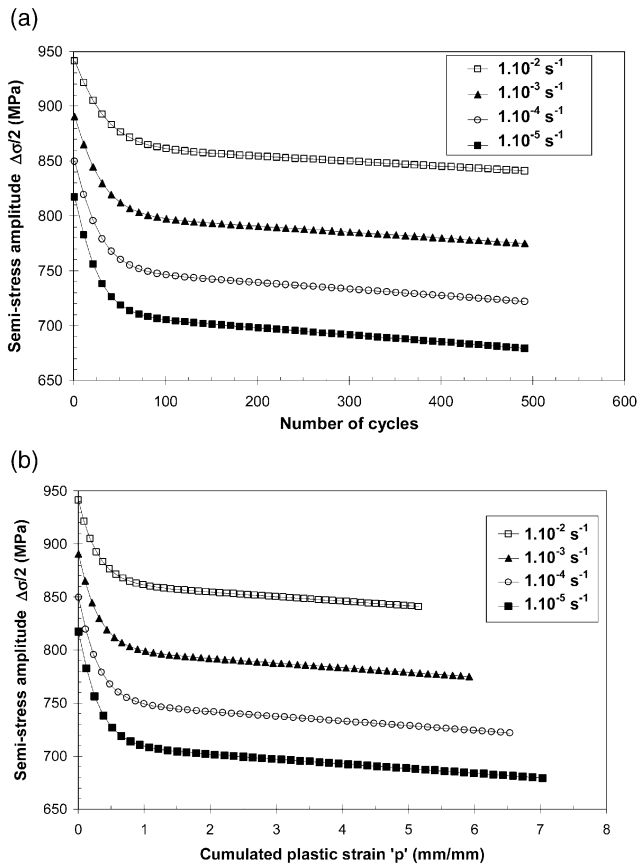 (a)
950
900
850
800
750
700
650
Semi-stress amplitude Δσ/2 (MPa)
1.10⁻² s⁻¹
1.10⁻³ s⁻¹
1.10⁻⁴ s⁻¹
1.10⁻⁵ s⁻¹
0 100 200 300 400 500 600
Number of cycles
(b)
950
900
850
800
750
700
650
Semi-stress amplitude Δσ/2 (MPa)
1.10⁻² s⁻¹
1.10⁻³ s⁻¹
1.10⁻⁴ s⁻¹
1.10⁻⁵ s⁻¹
0 1 2 3 4 5 6 7 8
Cumulated plastic strain 'p' (mm/mm)